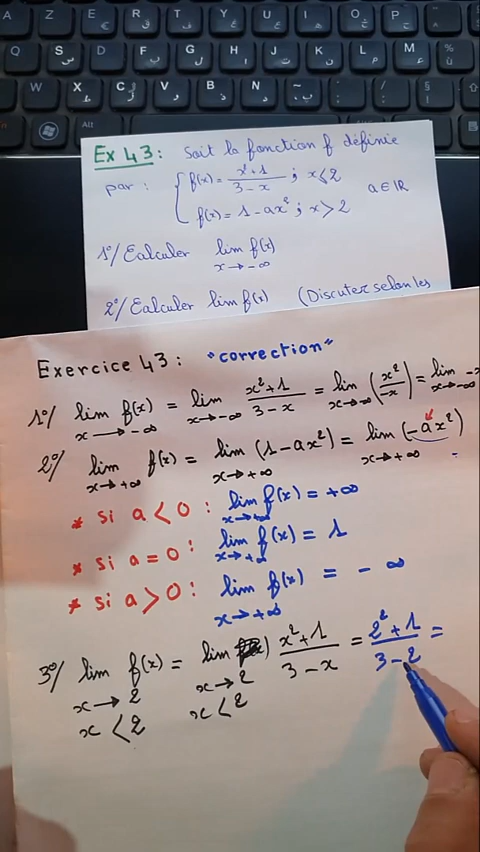 A Z E R T Y U I O P
Q S D F G H J K L M %
W X C V B N
Alt
Ex 43: Soit la fonction f définie
par : { f(x) = x²+1 / 3-x ; x≤2
f(x) = 1-ax² ; x>2 a∈IR
1°/ Calculer lim f(x)
x→-∞
2°/ Calculer lim f(x) (Discuter selon les
Exercice 43: "correction"
1°/ lim f(x) = lim x²+1 / 3-x = lim (x²/-x) = lim -x
x→-∞ x→-∞ x→-∞ x→-∞
2°/ lim f(x) = lim (1-ax²) = lim (-ax²)
x→+∞ x→+∞ x→+∞
* si a<0: lim f(x) = +∞
x→+∞
* si a=0: lim f(x) = 1
x→+∞
* si a>0: lim f(x) = -∞
x→+∞
3°/ lim f(x) = lim x²+1 / 3-x = 2²+1 / 3-2 =
x→2 x→2
x<2 x<2